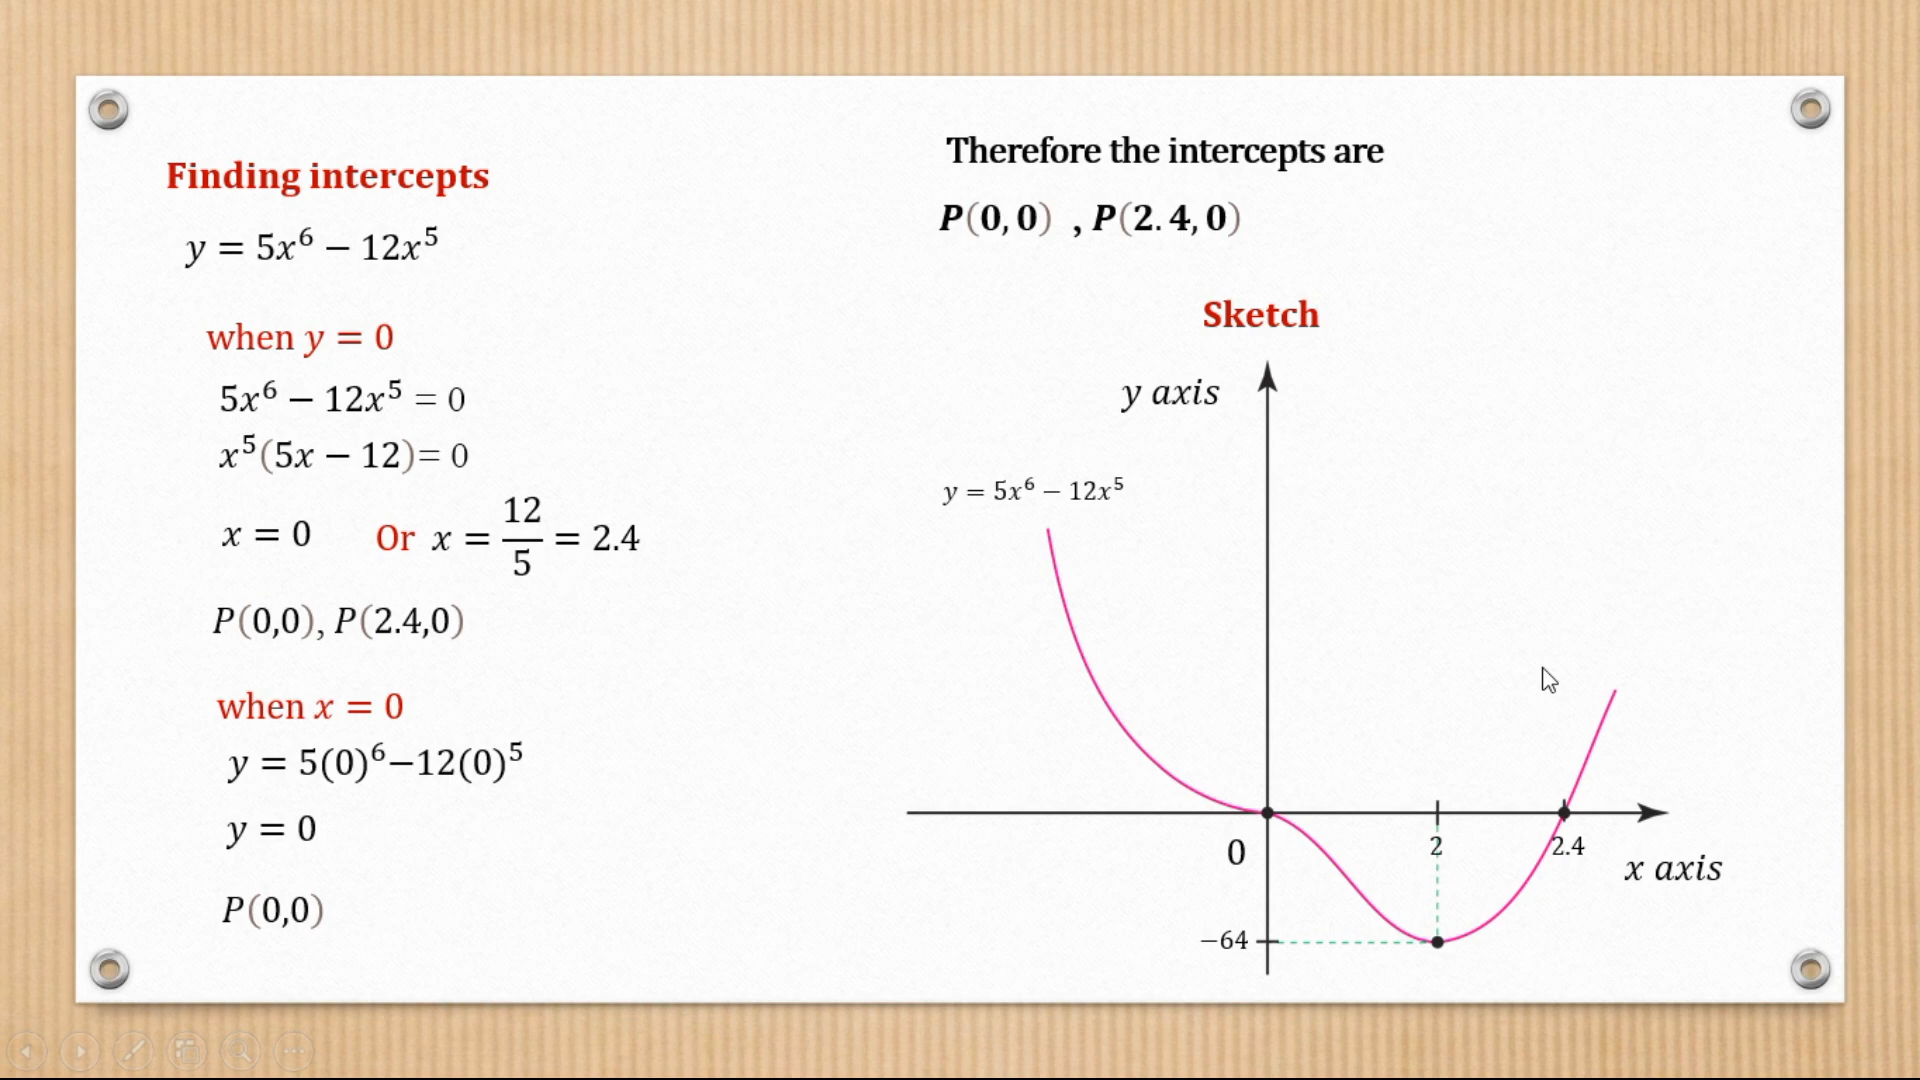 Finding intercepts
y = 5x⁶ − 12x⁵
when y = 0
5x⁶ − 12x⁵ = 0
x⁵(5x − 12)= 0
x = 0 Or x = 12/5 = 2.4
P(0,0), P(2.4,0)
when x = 0
y = 5(0)⁶−12(0)⁵
y = 0
P(0,0)
Therefore the intercepts are
P(0,0) , P(2.4,0)
Sketch
y axis
y = 5x⁶ − 12x⁵
0
2
2.4
x axis
−64